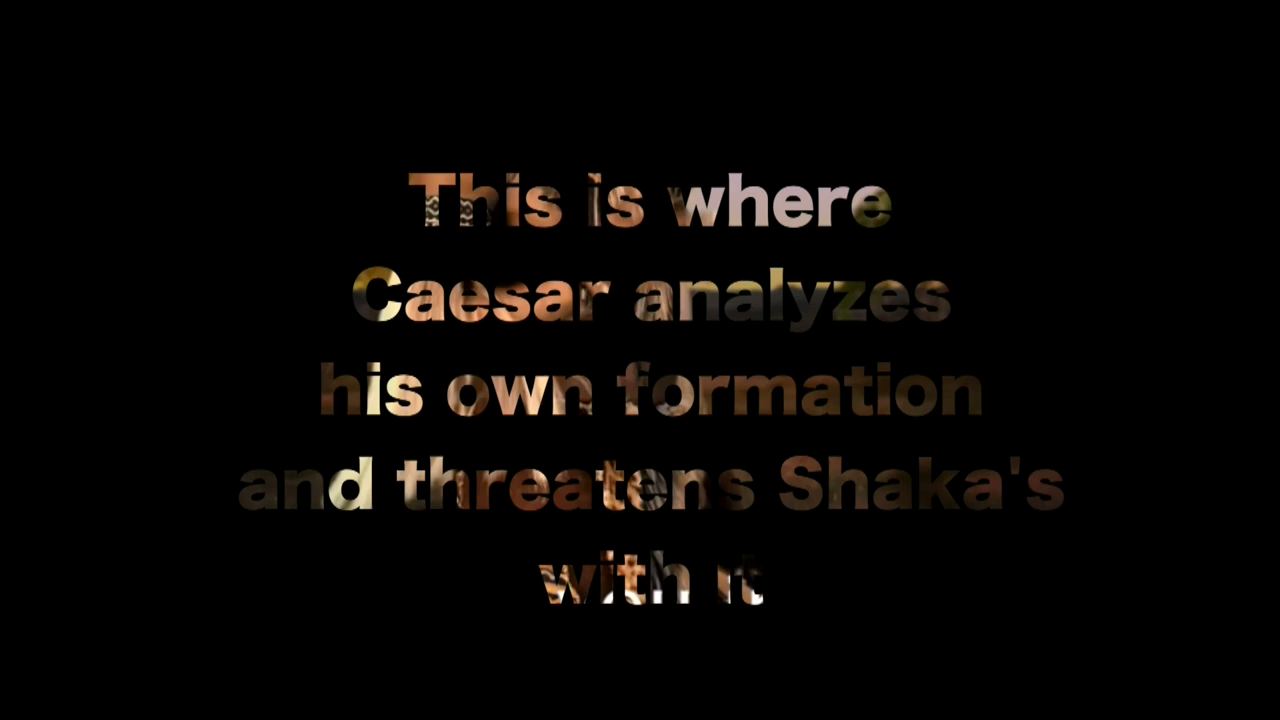 This is where
Caesar analyzes
his own formation
and threatens Shaka's
with it